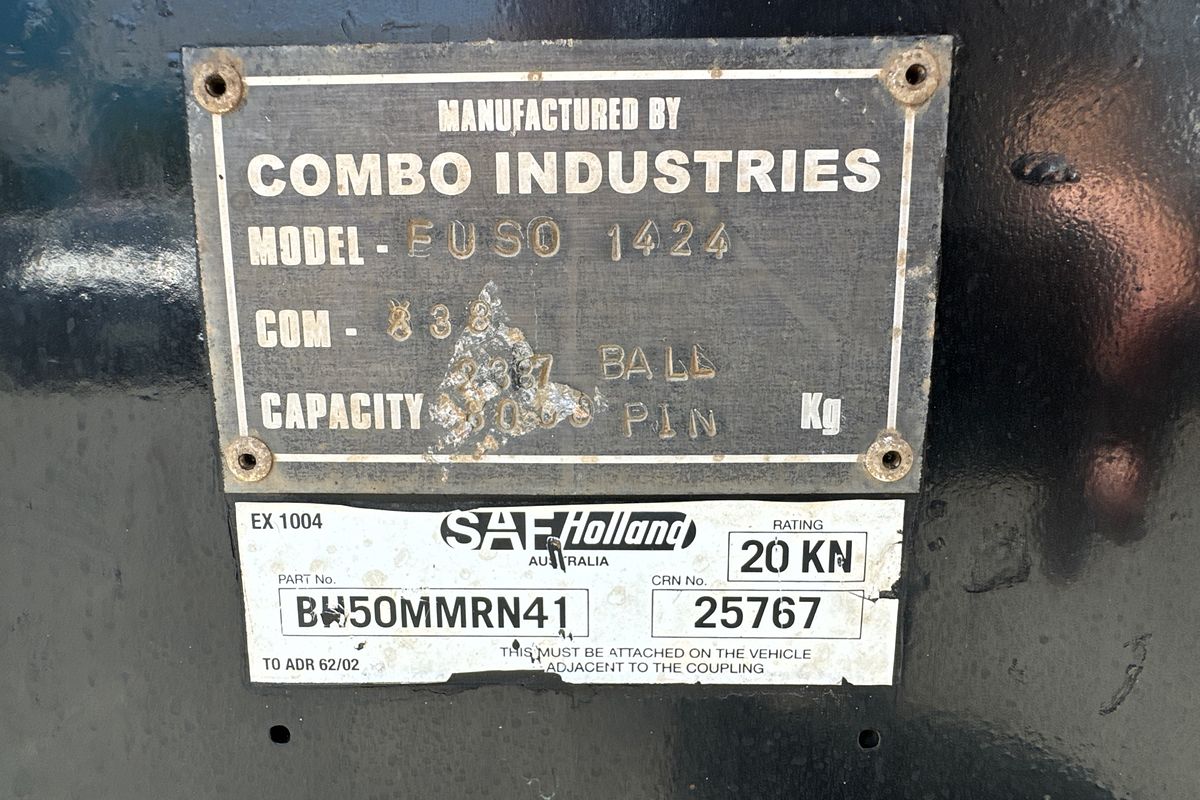 MANUFACTURED BY
COMBO INDUSTRIES
MODEL - FUSO 1424
COM - 838
BALL
CAPACITY PIN Kg
EX 1004
SAF Holland
AUSTRALIA
RATING
20 KN
PART No.
BH50MMRN41
CRN No.
25767
TO ADR 62/02
THIS MUST BE ATTACHED ON THE VEHICLE
ADJACENT TO THE COUPLING